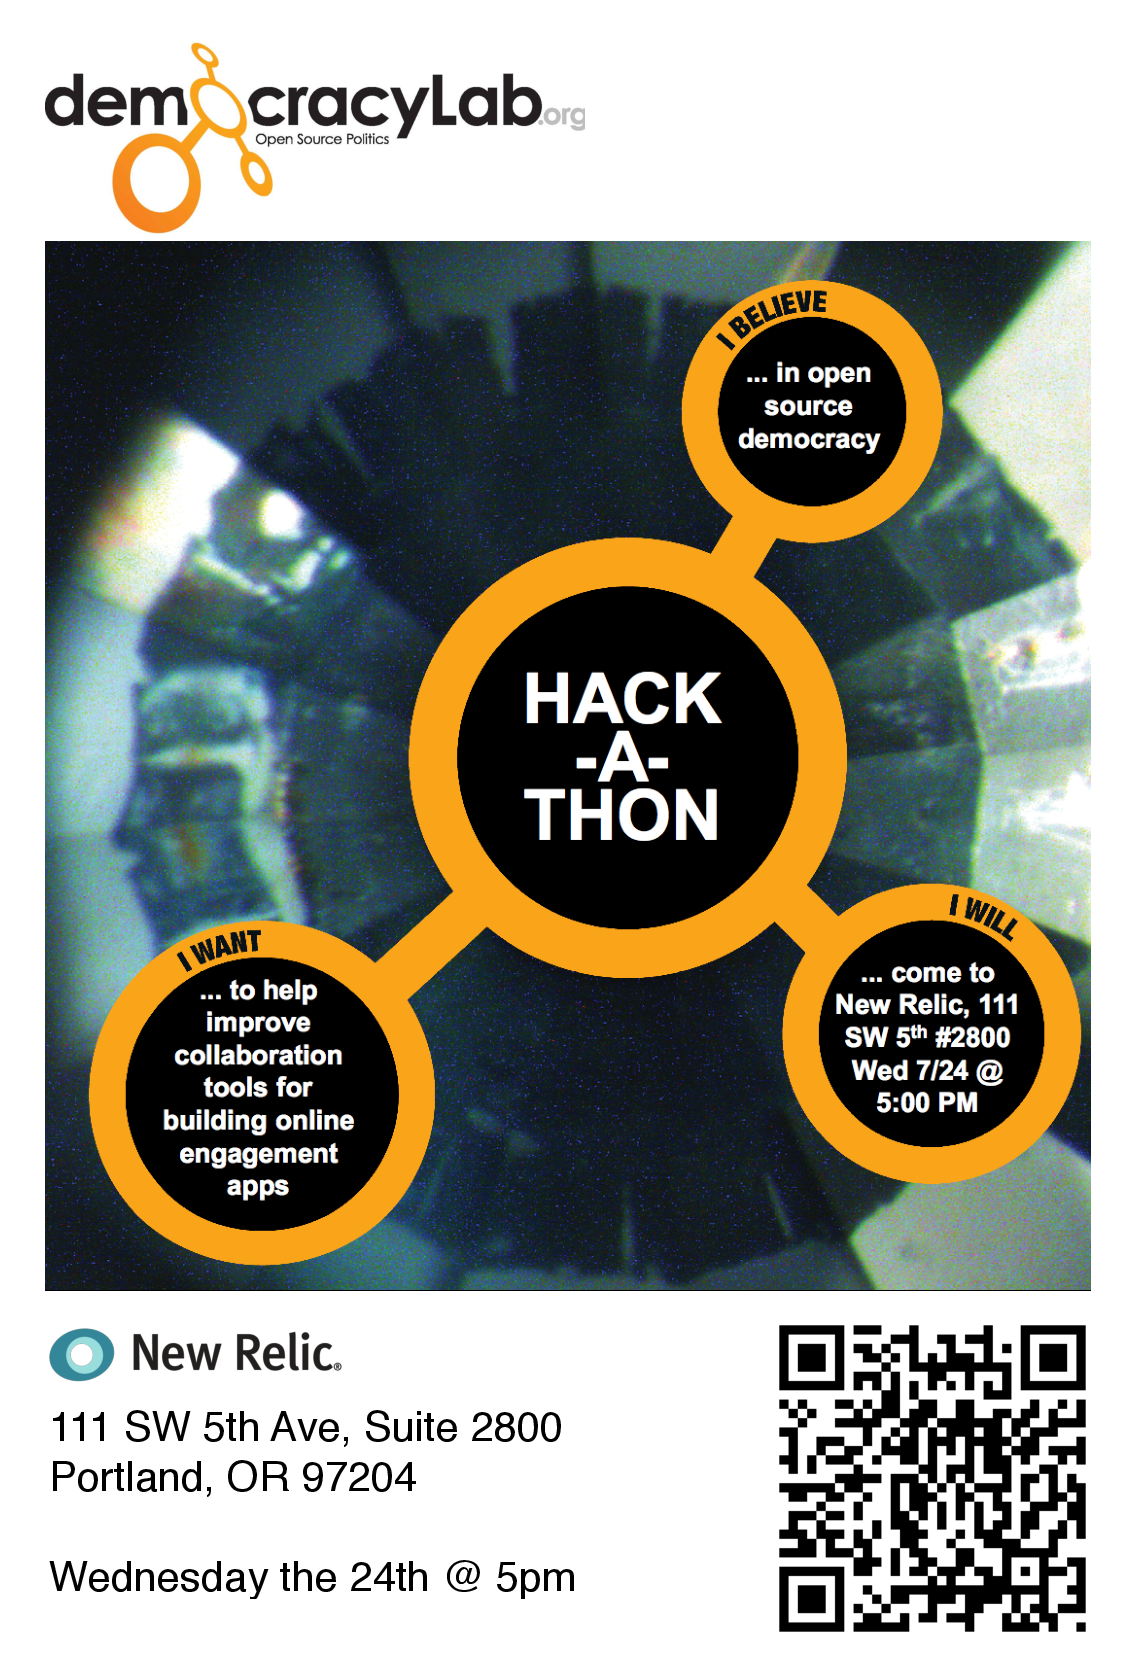 democracyLab.org
Open Source Politics
I BELIEVE
... in open
source
democracy
HACK
-A-
THON
I WANT
... to help
improve
collaboration
tools for
building online
engagement
apps
I WILL
... come to
New Relic, 111
SW 5th #2800
Wed 7/24 @
5:00 PM
New Relic®
111 SW 5th Ave, Suite 2800
Portland, OR 97204
Wednesday the 24th @ 5pm